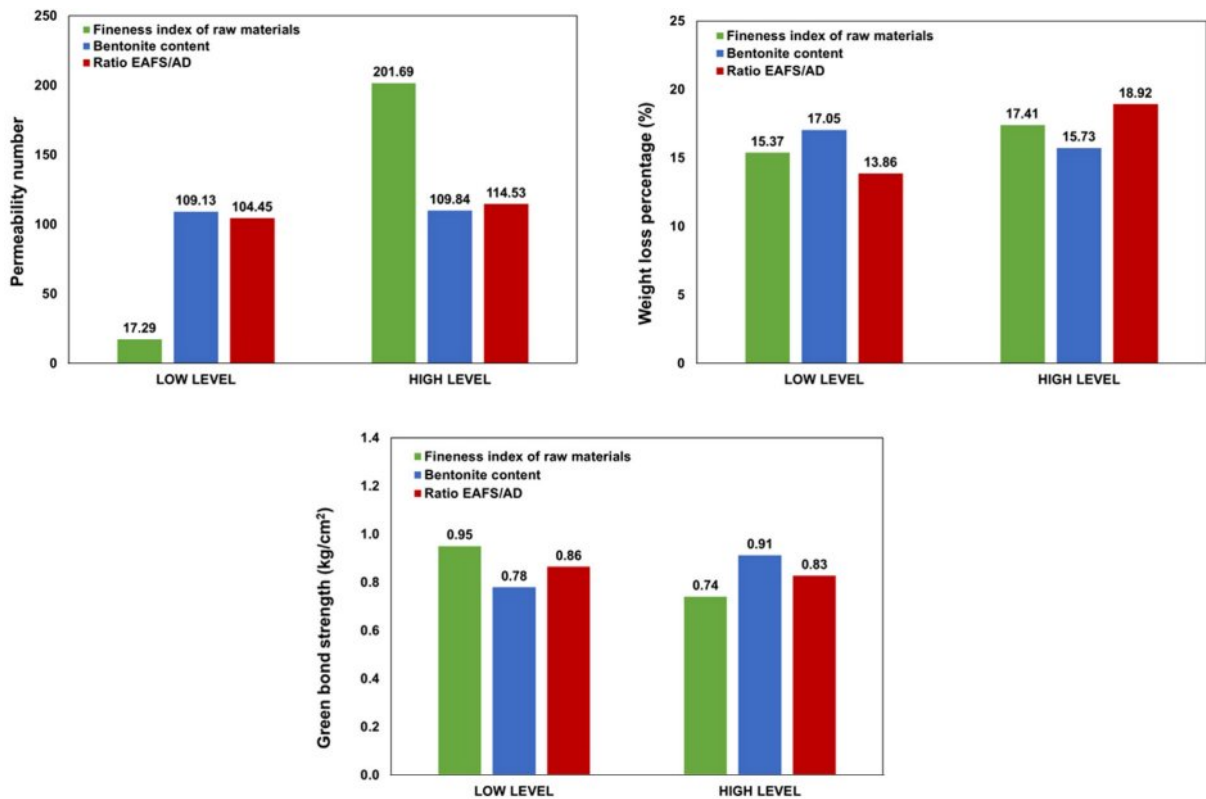 250
200
150
100
50
0
Permeability number
Fineness index of raw materials
Bentonite content
Ratio EAFS/AD
17.29
109.13
104.45
201.69
109.84
114.53
LOW LEVEL
HIGH LEVEL
25
20
15
10
5
0
Weight loss percentage (%)
Fineness index of raw materials
Bentonite content
Ratio EAFS/AD
15.37
17.05
13.86
17.41
15.73
18.92
LOW LEVEL
HIGH LEVEL
1.4
1.2
1.0
0.8
0.6
0.4
0.2
0.0
Green bond strength (kg/cm²)
Fineness index of raw materials
Bentonite content
Ratio EAFS/AD
0.95
0.78
0.86
0.74
0.91
0.83
LOW LEVEL
HIGH LEVEL